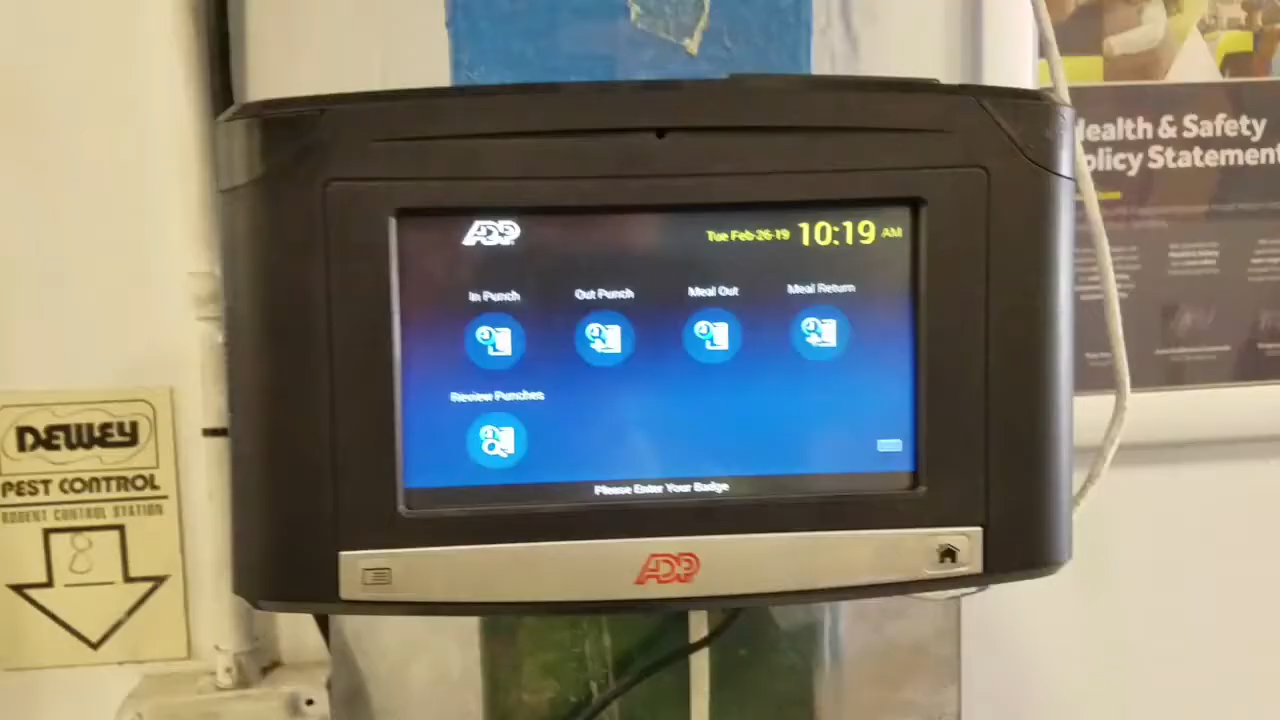 Health & Safety
Policy Statement
ADP
Tue Feb-26-19 10:19 AM
In Punch
Out Punch
Meal Out
Meal Return
Review Punches
Please Enter Your Badge
ADP
DEWEY
PEST CONTROL
RODENT CONTROL STATION
8